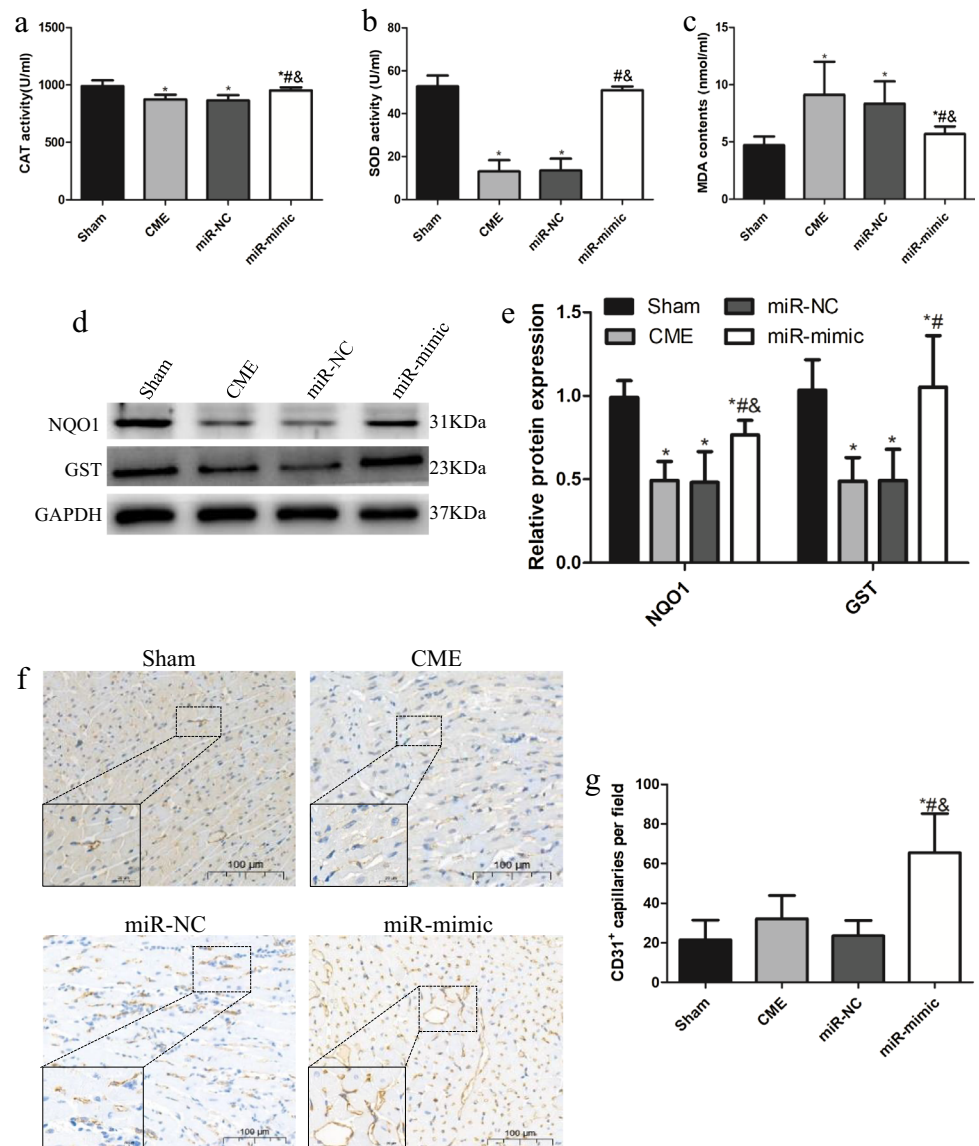 a
CAT activity(U/ml)
1500
1000
500
0
*
*
*#&
Sham
CME
miR-NC
miR-mimic
b
SOD activity (U/ml)
80
60
40
20
0
*
*
#&
Sham
CME
miR-NC
miR-mimic
c
MDA contents (nmol/ml)
15
10
5
0
*
*
*#&
Sham
CME
miR-NC
miR-mimic
d
Sham
CME
miR-NC
miR-mimic
NQO1
31KDa
GST
23KDa
GAPDH
37KDa
e
Relative protein expression
1.5
1.0
0.5
0.0
Sham
miR-NC
CME
miR-mimic
*
*
*#&
*
*
*#
NQO1
GST
f
Sham
CME
100 µm
100 µm
miR-NC
miR-mimic
100 µm
100 µm
g
CD31+ capillaries per field
100
80
60
40
20
0
*#&
Sham
CME
miR-NC
miR-mimic